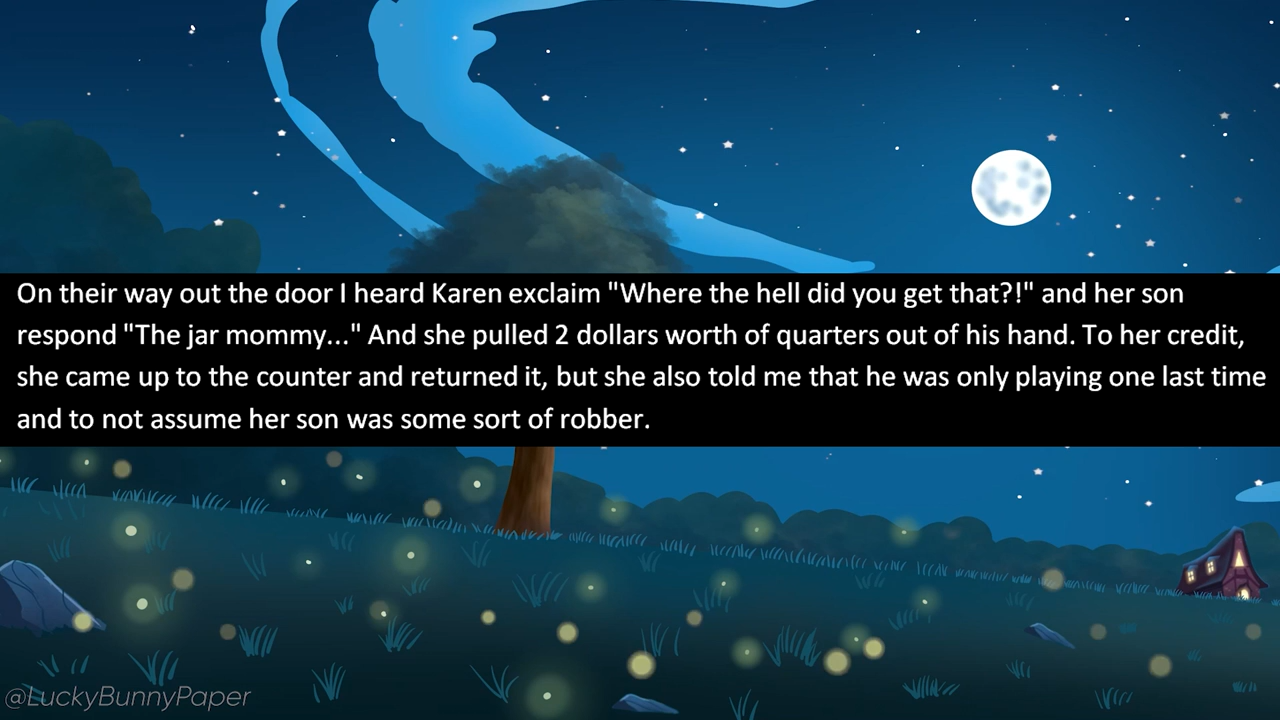 On their way out the door I heard Karen exclaim "Where the hell did you get that?!" and her son
respond "The jar mommy..." And she pulled 2 dollars worth of quarters out of his hand. To her credit,
she came up to the counter and returned it, but she also told me that he was only playing one last time
and to not assume her son was some sort of robber.
@LuckyBunnyPaper